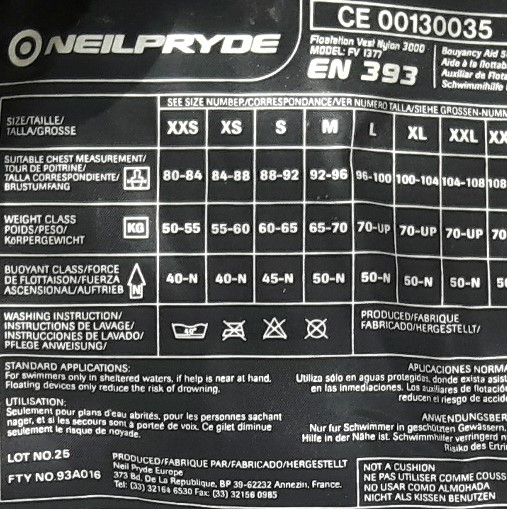 NEILPRYDE
CE 00130035
Floatation Vest Nylon 3000
MODEL: FV 1377
EN 393
Bouyancy Aid
Aide à la
Auxiliar de
Schwimmhilfe
SEE SIZE NUMBER/CORRESPONDANCE/VER NUMERO TALLA/SIEHE GROSSEN-NUMM
SIZE/TAILLE/
TALLA/GROSSE
XXS XS S M L XL XXL XX
SUITABLE CHEST MEASUREMENT/
TOUR DE POITRINE/
TALLA CORRESPONDIENTE/
BRUSTUMFANG
80-84 84-88 88-92 92-96 96-100 100-104 104-108 108
WEIGHT CLASS
POIDS/PESO/
KORPERGEWICHT
KG
50-55 55-60 60-65 65-70 70-UP 70-UP 70-UP 70
BUOYANT CLASS/FORCE
DE FLOTTAISON/FUERZA
ASCENSIONAL/AUFTRIEB
N
40-N 40-N 45-N 50-N 50-N 50-N 50-N
WASHING INSTRUCTION/
INSTRUCTIONS DE LAVAGE/
INSTRUCCIONES DE LAVADO/
PFLEGE ANWEISUNG/
40°
PRODUCED/FABRIQUE
FABRICADO/HERGESTELLT/
STANDARD APPLICATIONS:
For swimmers only in sheltered waters, if help is near at hand.
Floating devices only reduce the risk of drowning.
UTILISATION:
Seulement pour plans d'eau abrités, pour les personnes sachant
nager, et si les secours sont à porteé de voix. Ce gilet diminue
seulement le risque de noyade.
APLICACIONES NORMA
Utiliza sólo en aguas protegidas, donde exista asist
en las inmediaciones. Los auxiliares de flotació
reducen el riesgo de accide
ANWENDUNGSBER
Nur fur Schwimmer in geschützten Gewässern,
Hilfe in der Nähe ist. Schwimmhilfer verringerd n
Risiko des Ertri
LOT NO.25
FTY NO.93A016
PRODUCED/FABRIQUE PAR/FABRICADO/HERGESTELLT
Neil Pryde Europe
373 Bd. De La Republique, BP 39-62232 Annezin, France.
Tel: (33) 32164 6530 Fax: (33) 32156 0985
NOT A CUSHION
NE PAS UTILISER COMME COUSS
NO USAR COMO ALMOHADA
NICHT ALS KISSEN BENUTZEN